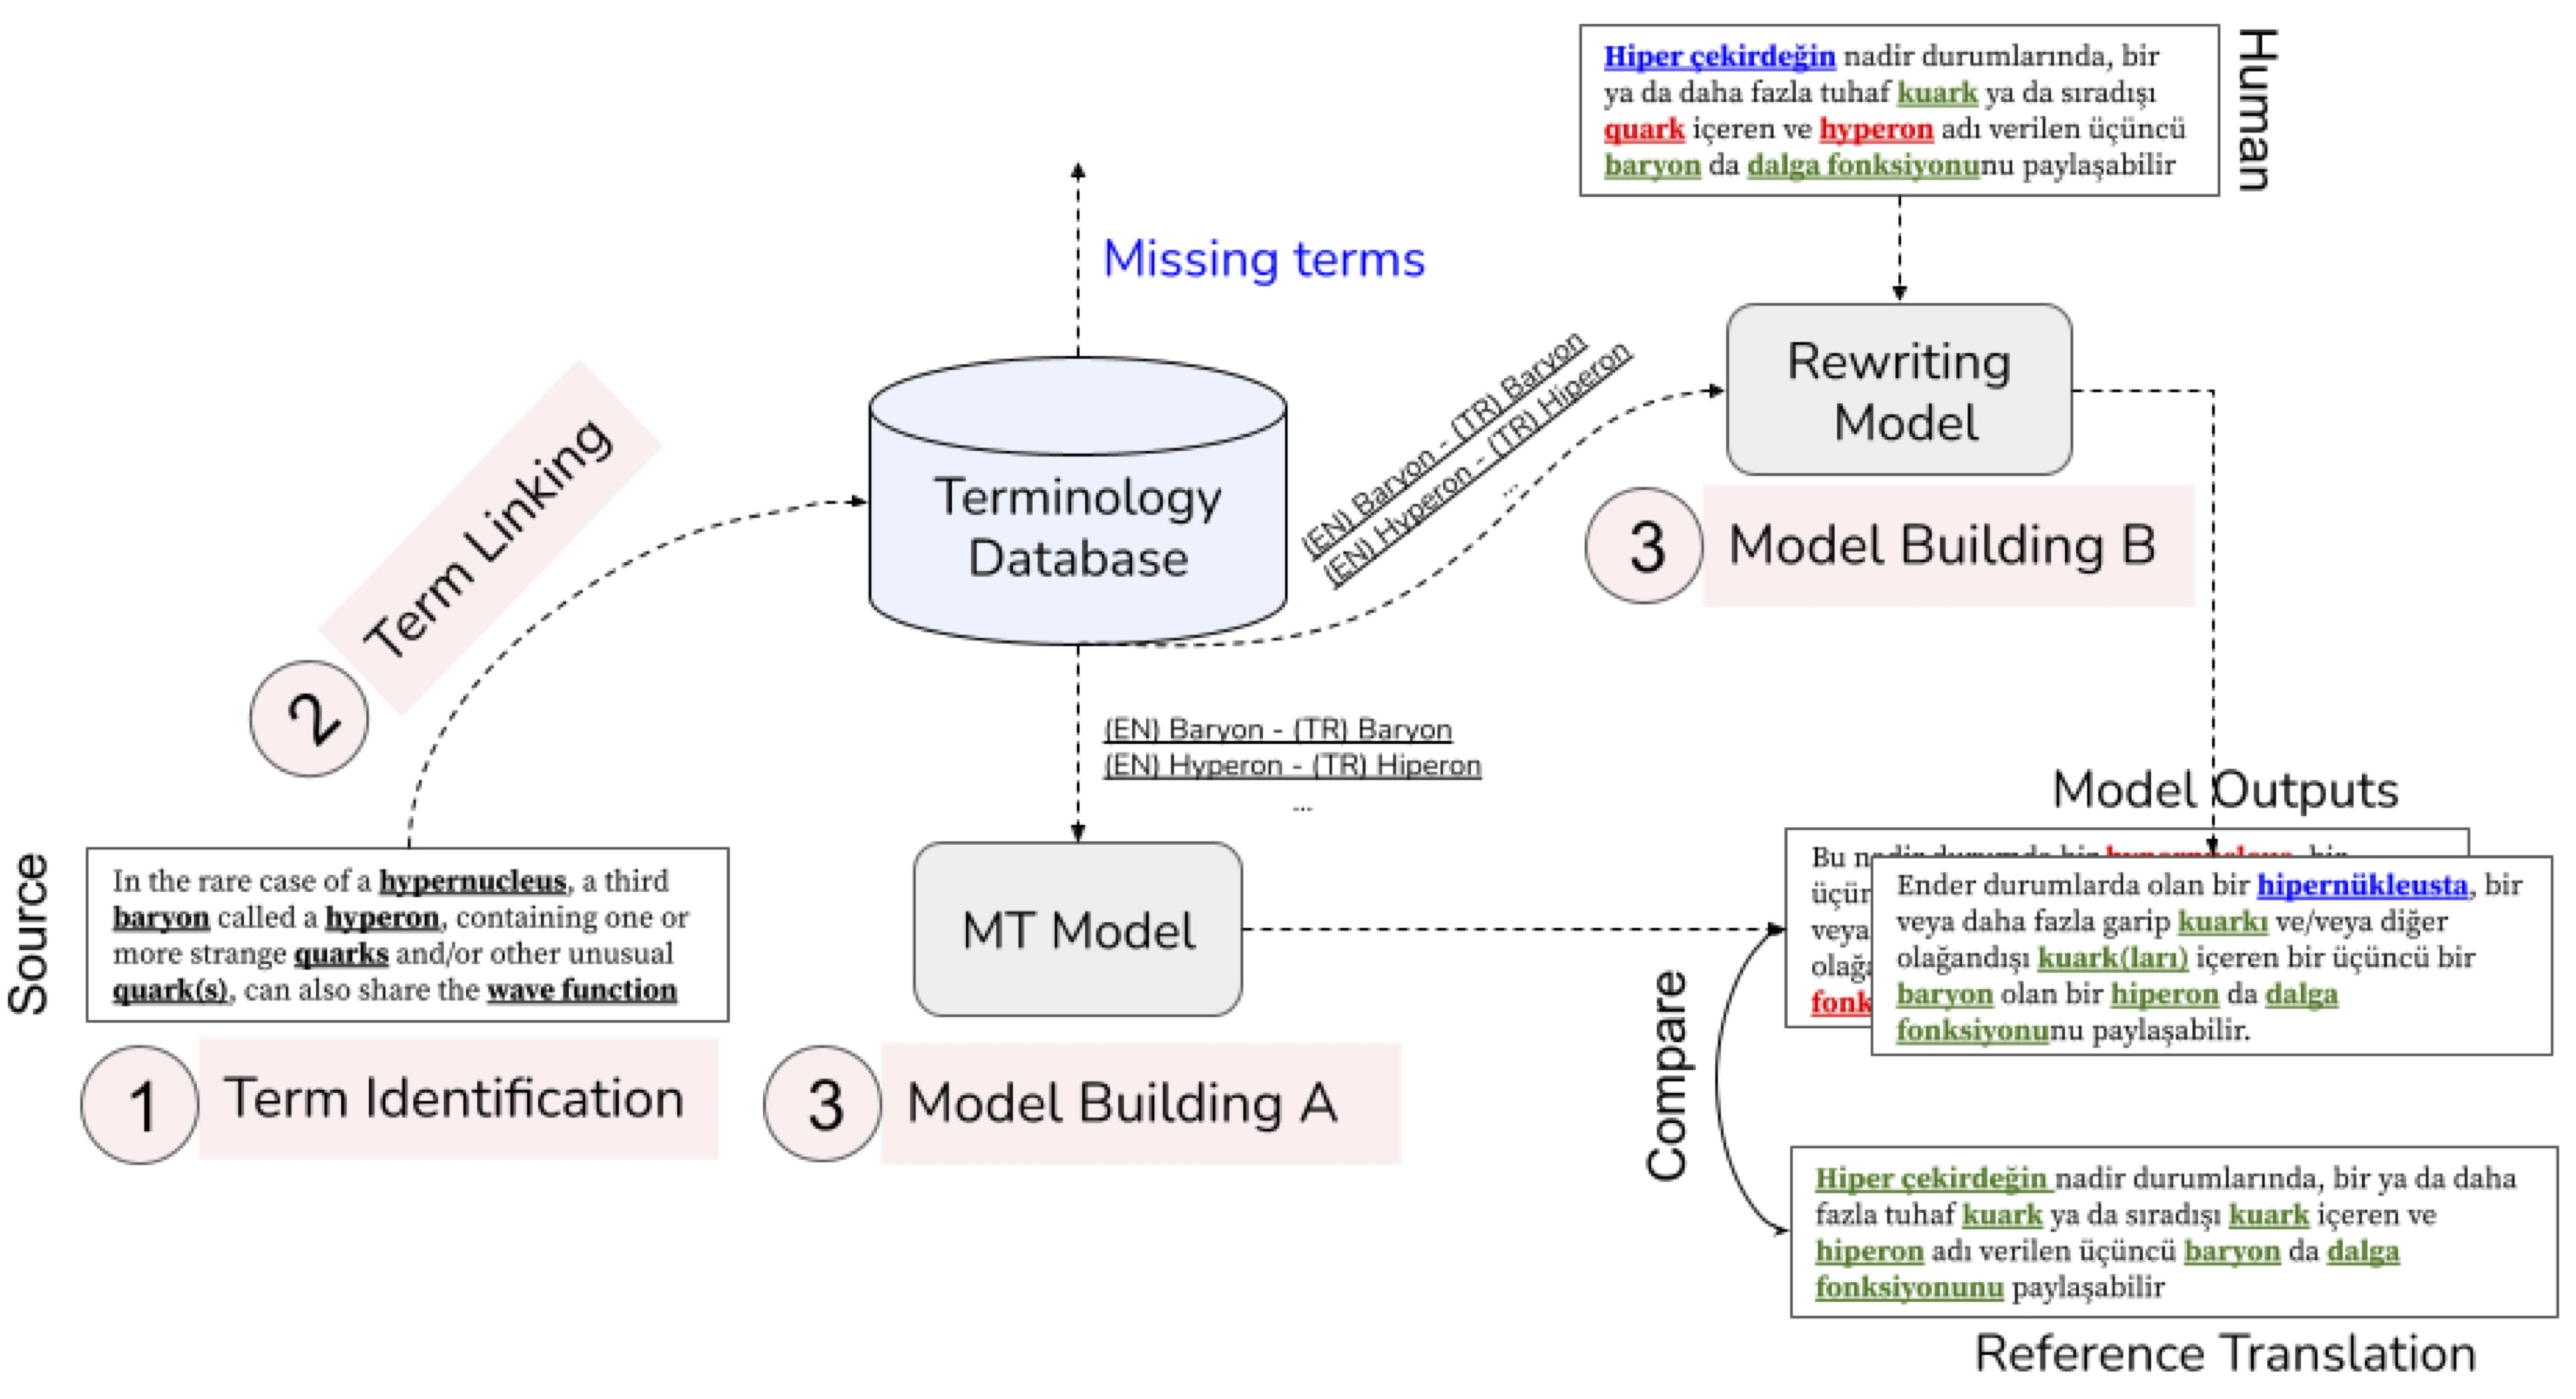 Hiper çekirdeğin nadir durumlarında, bir
ya da daha fazla tuhaf kuark ya da sıradışı
quark içeren ve hyperon adı verilen üçüncü
baryon da dalga fonksiyonunu paylaşabilir
Human
Missing terms
Rewriting
Model
(EN) Baryon - (TR) Baryon
(EN) Hyperon - (TR) Hiperon
...
3
Model Building B
Terminology
Database
Term Linking
2
(EN) Baryon - (TR) Baryon
(EN) Hyperon - (TR) Hiperon
...
Source
In the rare case of a hypernucleus, a third
baryon called a hyperon, containing one or
more strange quarks and/or other unusual
quark(s), can also share the wave function
1
Term Identification
MT Model
3
Model Building A
Model Outputs
Bu
üçün
veya
olağa
fonk
Ender durumlarda olan bir hipernükleusta, bir
veya daha fazla garip kuarkı ve/veya diğer
olağandışı kuark(ları) içeren bir üçüncü bir
baryon olan bir hiperon da dalga
fonksiyonunu paylaşabilir.
Compare
Hiper çekirdeğin nadir durumlarında, bir ya da daha
fazla tuhaf kuark ya da sıradışı kuark içeren ve
hiperon adı verilen üçüncü baryon da dalga
fonksiyonunu paylaşabilir
Reference Translation